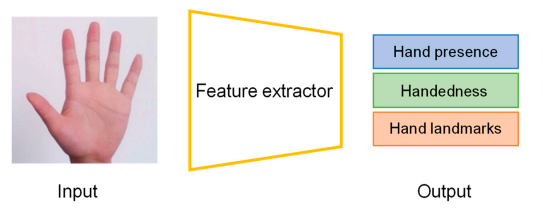 Feature extractor
Hand presence
Handedness
Hand landmarks
Input
Output